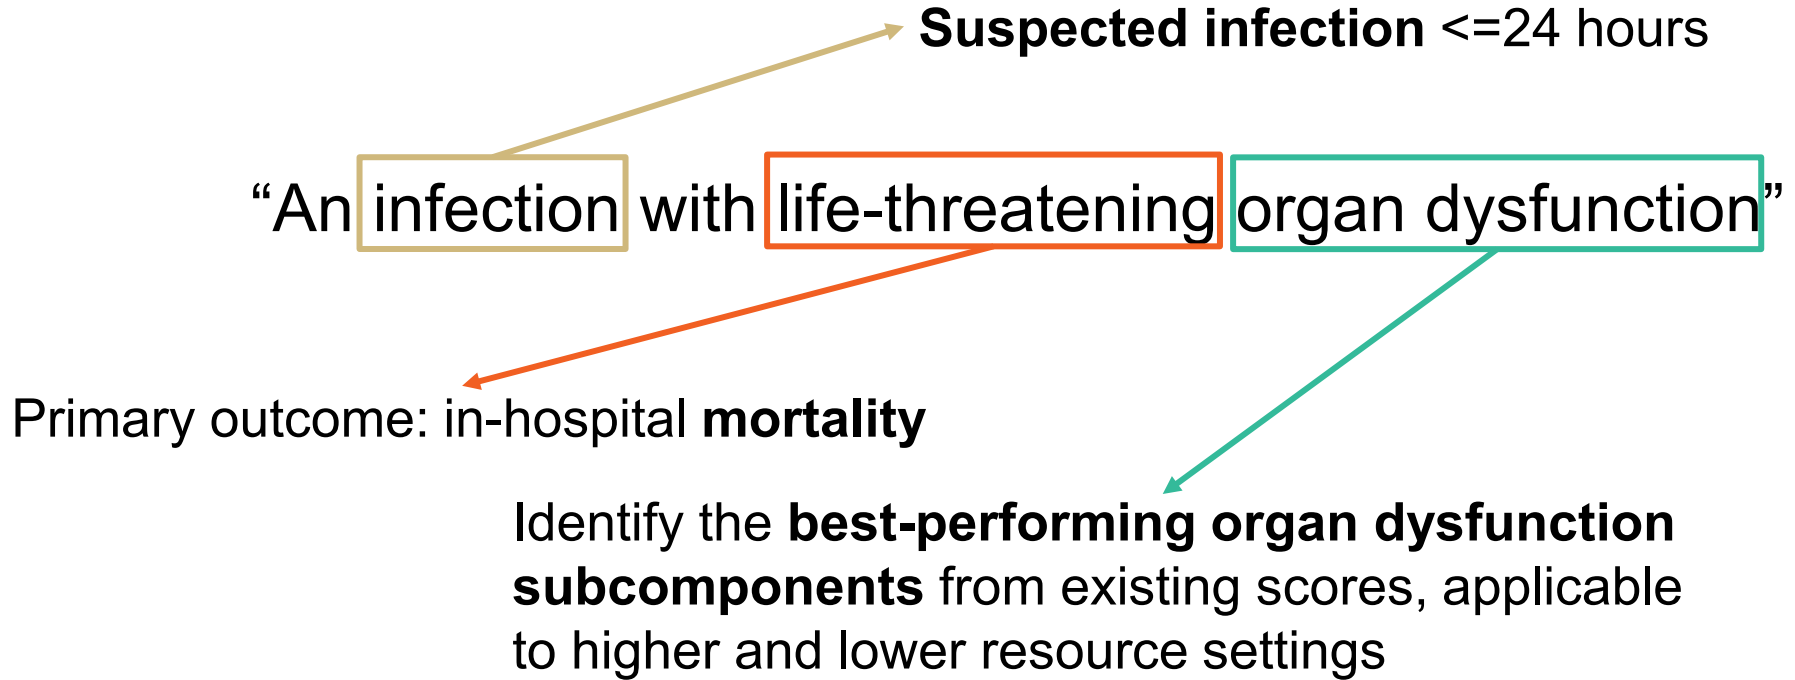 Suspected infection <=24 hours
“An infection with life-threatening organ dysfunction”
Primary outcome: in-hospital mortality
Identify the best-performing organ dysfunction
subcomponents from existing scores, applicable
to higher and lower resource settings